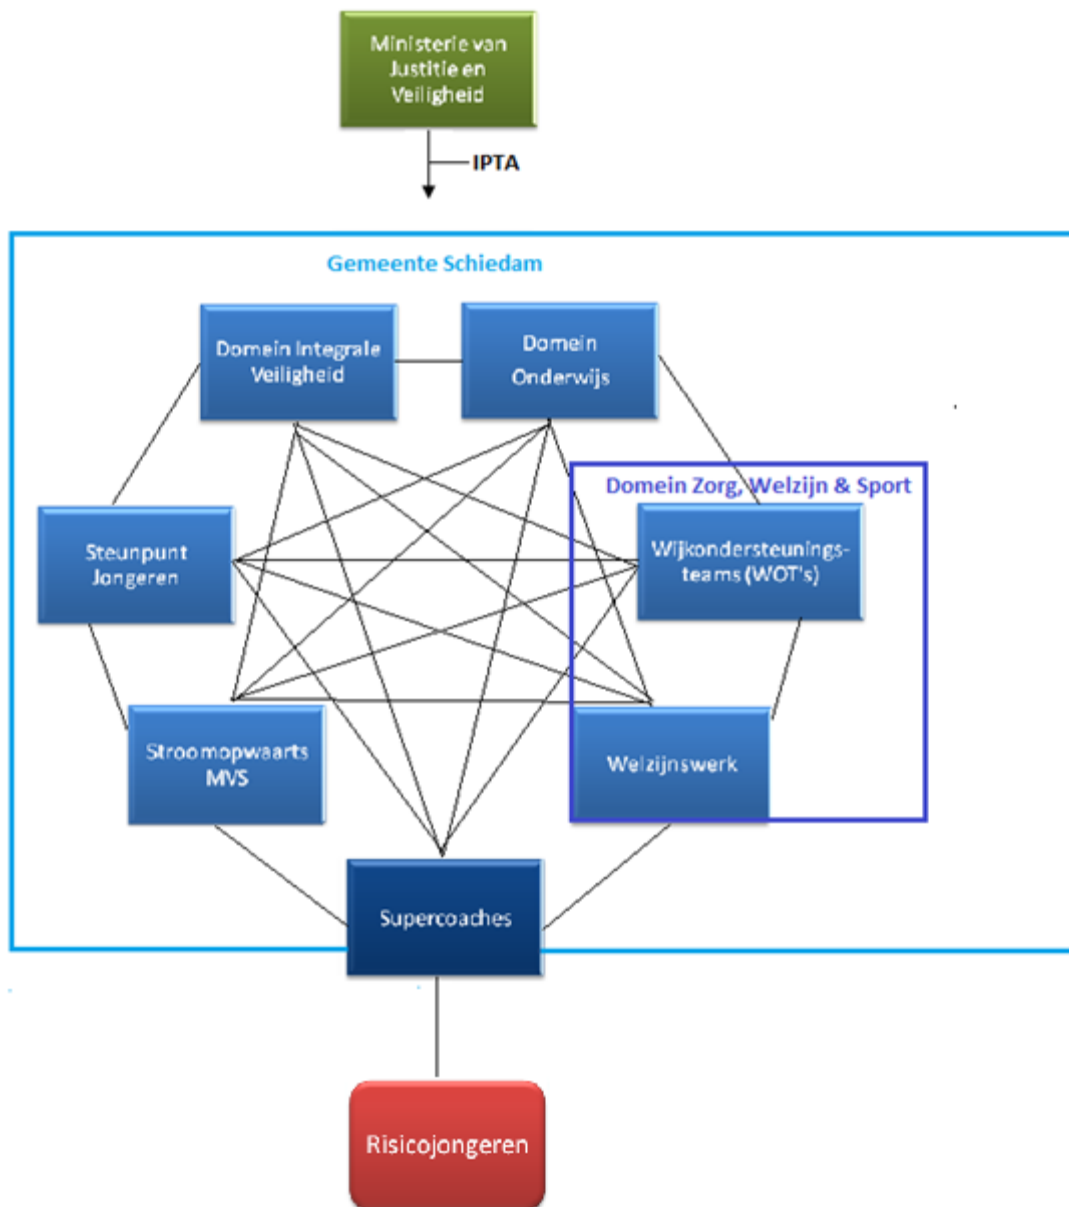 Ministerie van
Justitie en
Veiligheid
IPTA
Gemeente Schiedam
Domein Integrale
Veiligheid
Domein
Onderwijs
Domein Zorg, Welzijn & Sport
Steunpunt
Jongeren
Wijkondersteunings-
teams (WOT's)
Stroomopwaarts
MVS
Welzijnswerk
Supercoaches
Risicojongeren